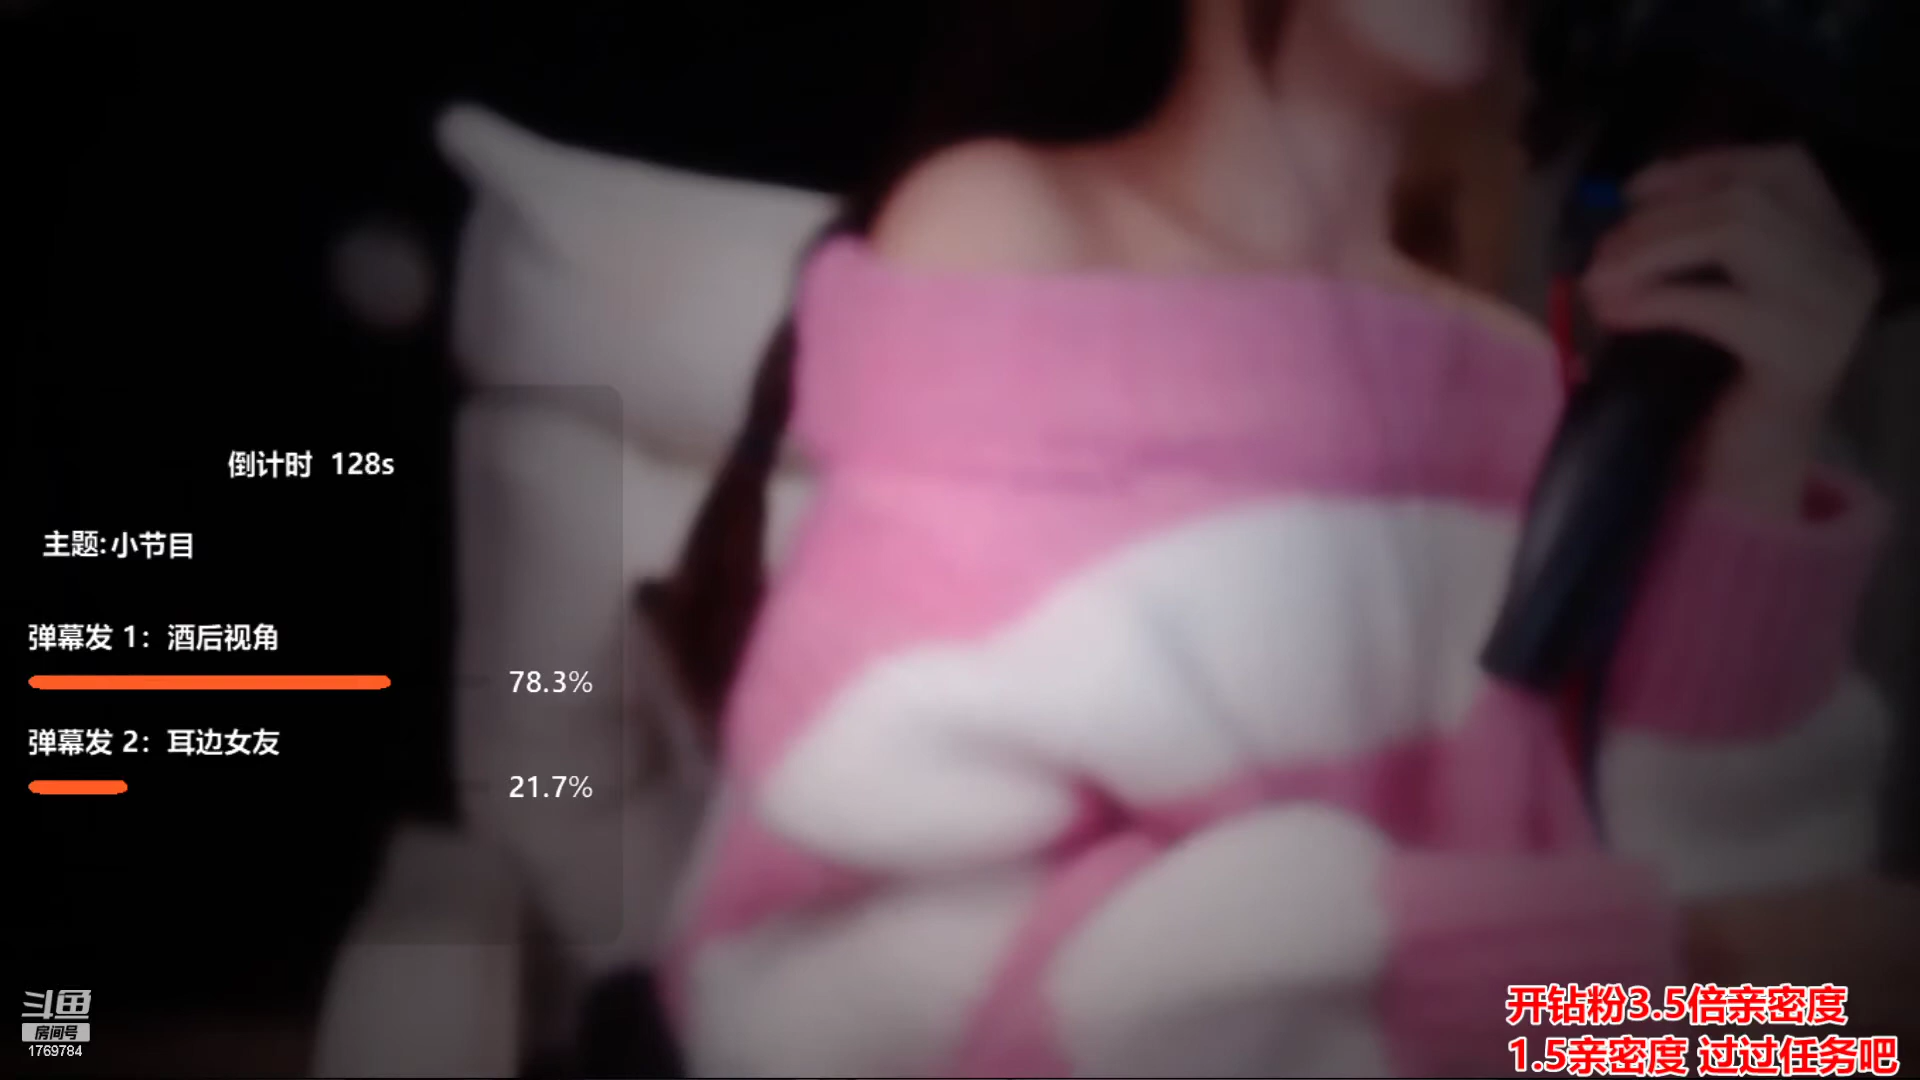 倒计时 128s
主题:小节目
弹幕发 1：酒后视角
78.3%
弹幕发 2：耳边女友
21.7%
斗鱼
房间号
1769784
开钻粉3.5倍亲密度
1.5亲密度 过过任务吧